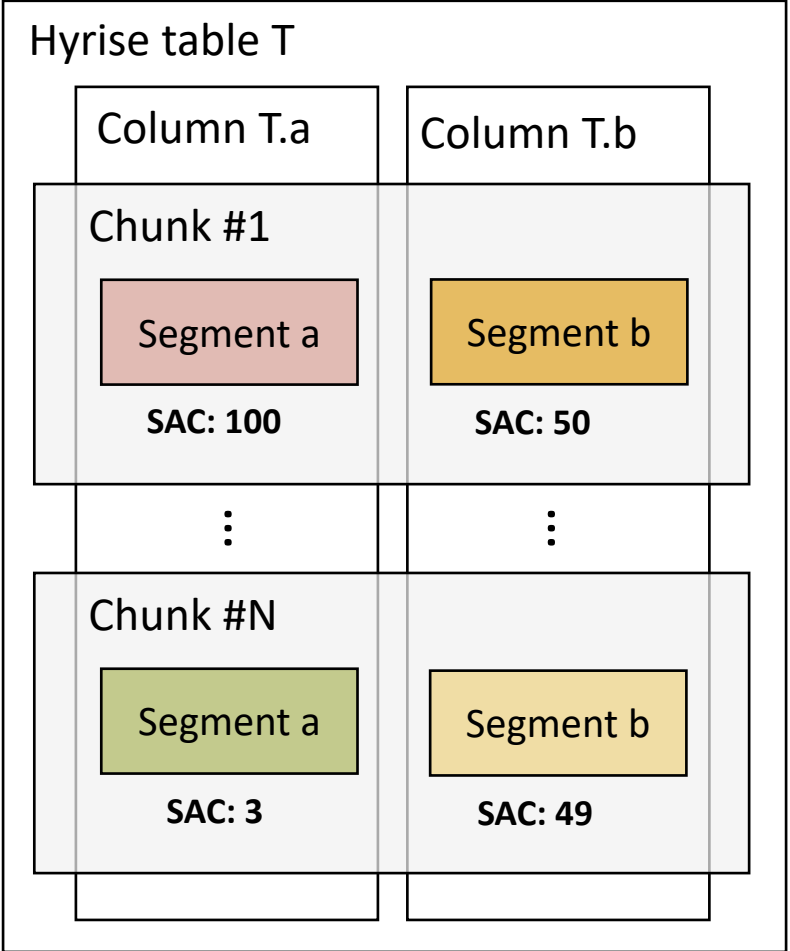 Hyrise table T
Column T.a
Column T.b
Chunk #1
Segment a
Segment b
SAC: 100
SAC: 50
...
...
Chunk #N
Segment a
Segment b
SAC: 3
SAC: 49